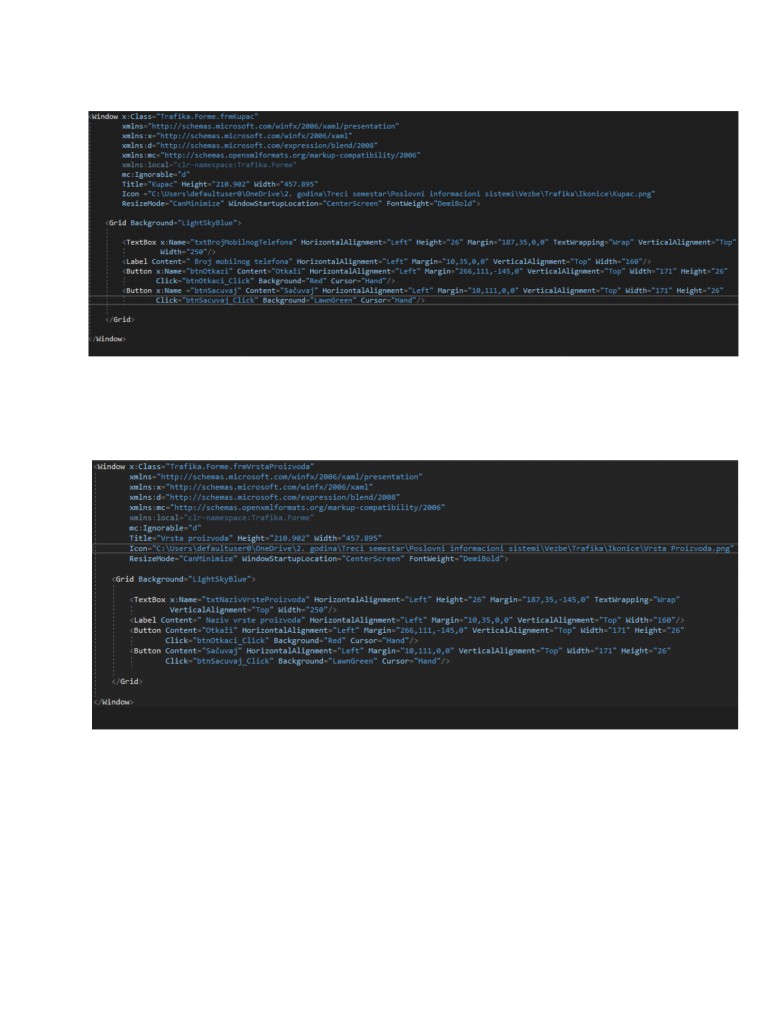 <Window x:Class="Trafika.Forme.frmKupac"
xmlns="http://schemas.microsoft.com/winfx/2006/xaml/presentation"
xmlns:x="http://schemas.microsoft.com/winfx/2006/xaml"
xmlns:d="http://schemas.microsoft.com/expression/blend/2008"
xmlns:mc="http://schemas.openxmlformats.org/markup-compatibility/2006"
xmlns:local="clr-namespace:Trafika.Forme"
mc:Ignorable="d"
Title="Kupac" Height="210.902" Width="457.895"
Icon ="C:\Users\defaultuser0\OneDrive\2. godina\Treci semestar\Poslovni informacioni sistemi\Vezbe\Trafika\Ikonice\Kupac.png"
ResizeMode="CanMinimize" WindowStartupLocation="CenterScreen" FontWeight="DemiBold">
<Grid Background="LightSkyBlue">
<TextBox x:Name="txtBrojMobilnogTelefona" HorizontalAlignment="Left" Height="26" Margin="187,35,0,0" TextWrapping="Wrap" VerticalAlignment="Top"
Width="250"/>
<Label Content=" Broj mobilnog telefona" HorizontalAlignment="Left" Margin="10,35,0,0" VerticalAlignment="Top" Width="160"/>
<Button x:Name="btnOtkazi" Content="Otkaži" HorizontalAlignment="Left" Margin="266,111,-145,0" VerticalAlignment="Top" Width="171" Height="26"
Click="btnOtkaci_Click" Background="Red" Cursor="Hand"/>
<Button x:Name ="btnSacuvaj" Content="Sačuvaj" HorizontalAlignment="Left" Margin="10,111,0,0" VerticalAlignment="Top" Width="171" Height="26"
Click="btnSacuvaj_Click" Background="LawnGreen" Cursor="Hand"/>
</Grid>
</Window>
<Window x:Class="Trafika.Forme.frmVrstaProizvoda"
xmlns="http://schemas.microsoft.com/winfx/2006/xaml/presentation"
xmlns:x="http://schemas.microsoft.com/winfx/2006/xaml"
xmlns:d="http://schemas.microsoft.com/expression/blend/2008"
xmlns:mc="http://schemas.openxmlformats.org/markup-compatibility/2006"
xmlns:local="clr-namespace:Trafika.Forme"
mc:Ignorable="d"
Title="Vrsta proizvoda" Height="210.902" Width="457.895"
Icon="C:\Users\defaultuser0\OneDrive\2. godina\Treci semestar\Poslovni informacioni sistemi\Vezbe\Trafika\Ikonice\Vrsta Proizvoda.png"
ResizeMode="CanMinimize" WindowStartupLocation="CenterScreen" FontWeight="DemiBold">
<Grid Background="LightSkyBlue">
<TextBox x:Name="txtNazivVrsteProizvoda" HorizontalAlignment="Left" Height="26" Margin="187,35,-145,0" TextWrapping="Wrap"
VerticalAlignment="Top" Width="250"/>
<Label Content=" Naziv vrste proizvoda" HorizontalAlignment="Left" Margin="10,35,0,0" VerticalAlignment="Top" Width="160"/>
<Button Content="Otkaži" HorizontalAlignment="Left" Margin="266,111,-145,0" VerticalAlignment="Top" Width="171" Height="26"
Click="btnOtkaci_Click" Background="Red" Cursor="Hand"/>
<Button Content="Sačuvaj" HorizontalAlignment="Left" Margin="10,111,0,0" VerticalAlignment="Top" Width="171" Height="26"
Click="btnSacuvaj_Click" Background="LawnGreen" Cursor="Hand"/>
</Grid>
</Window>